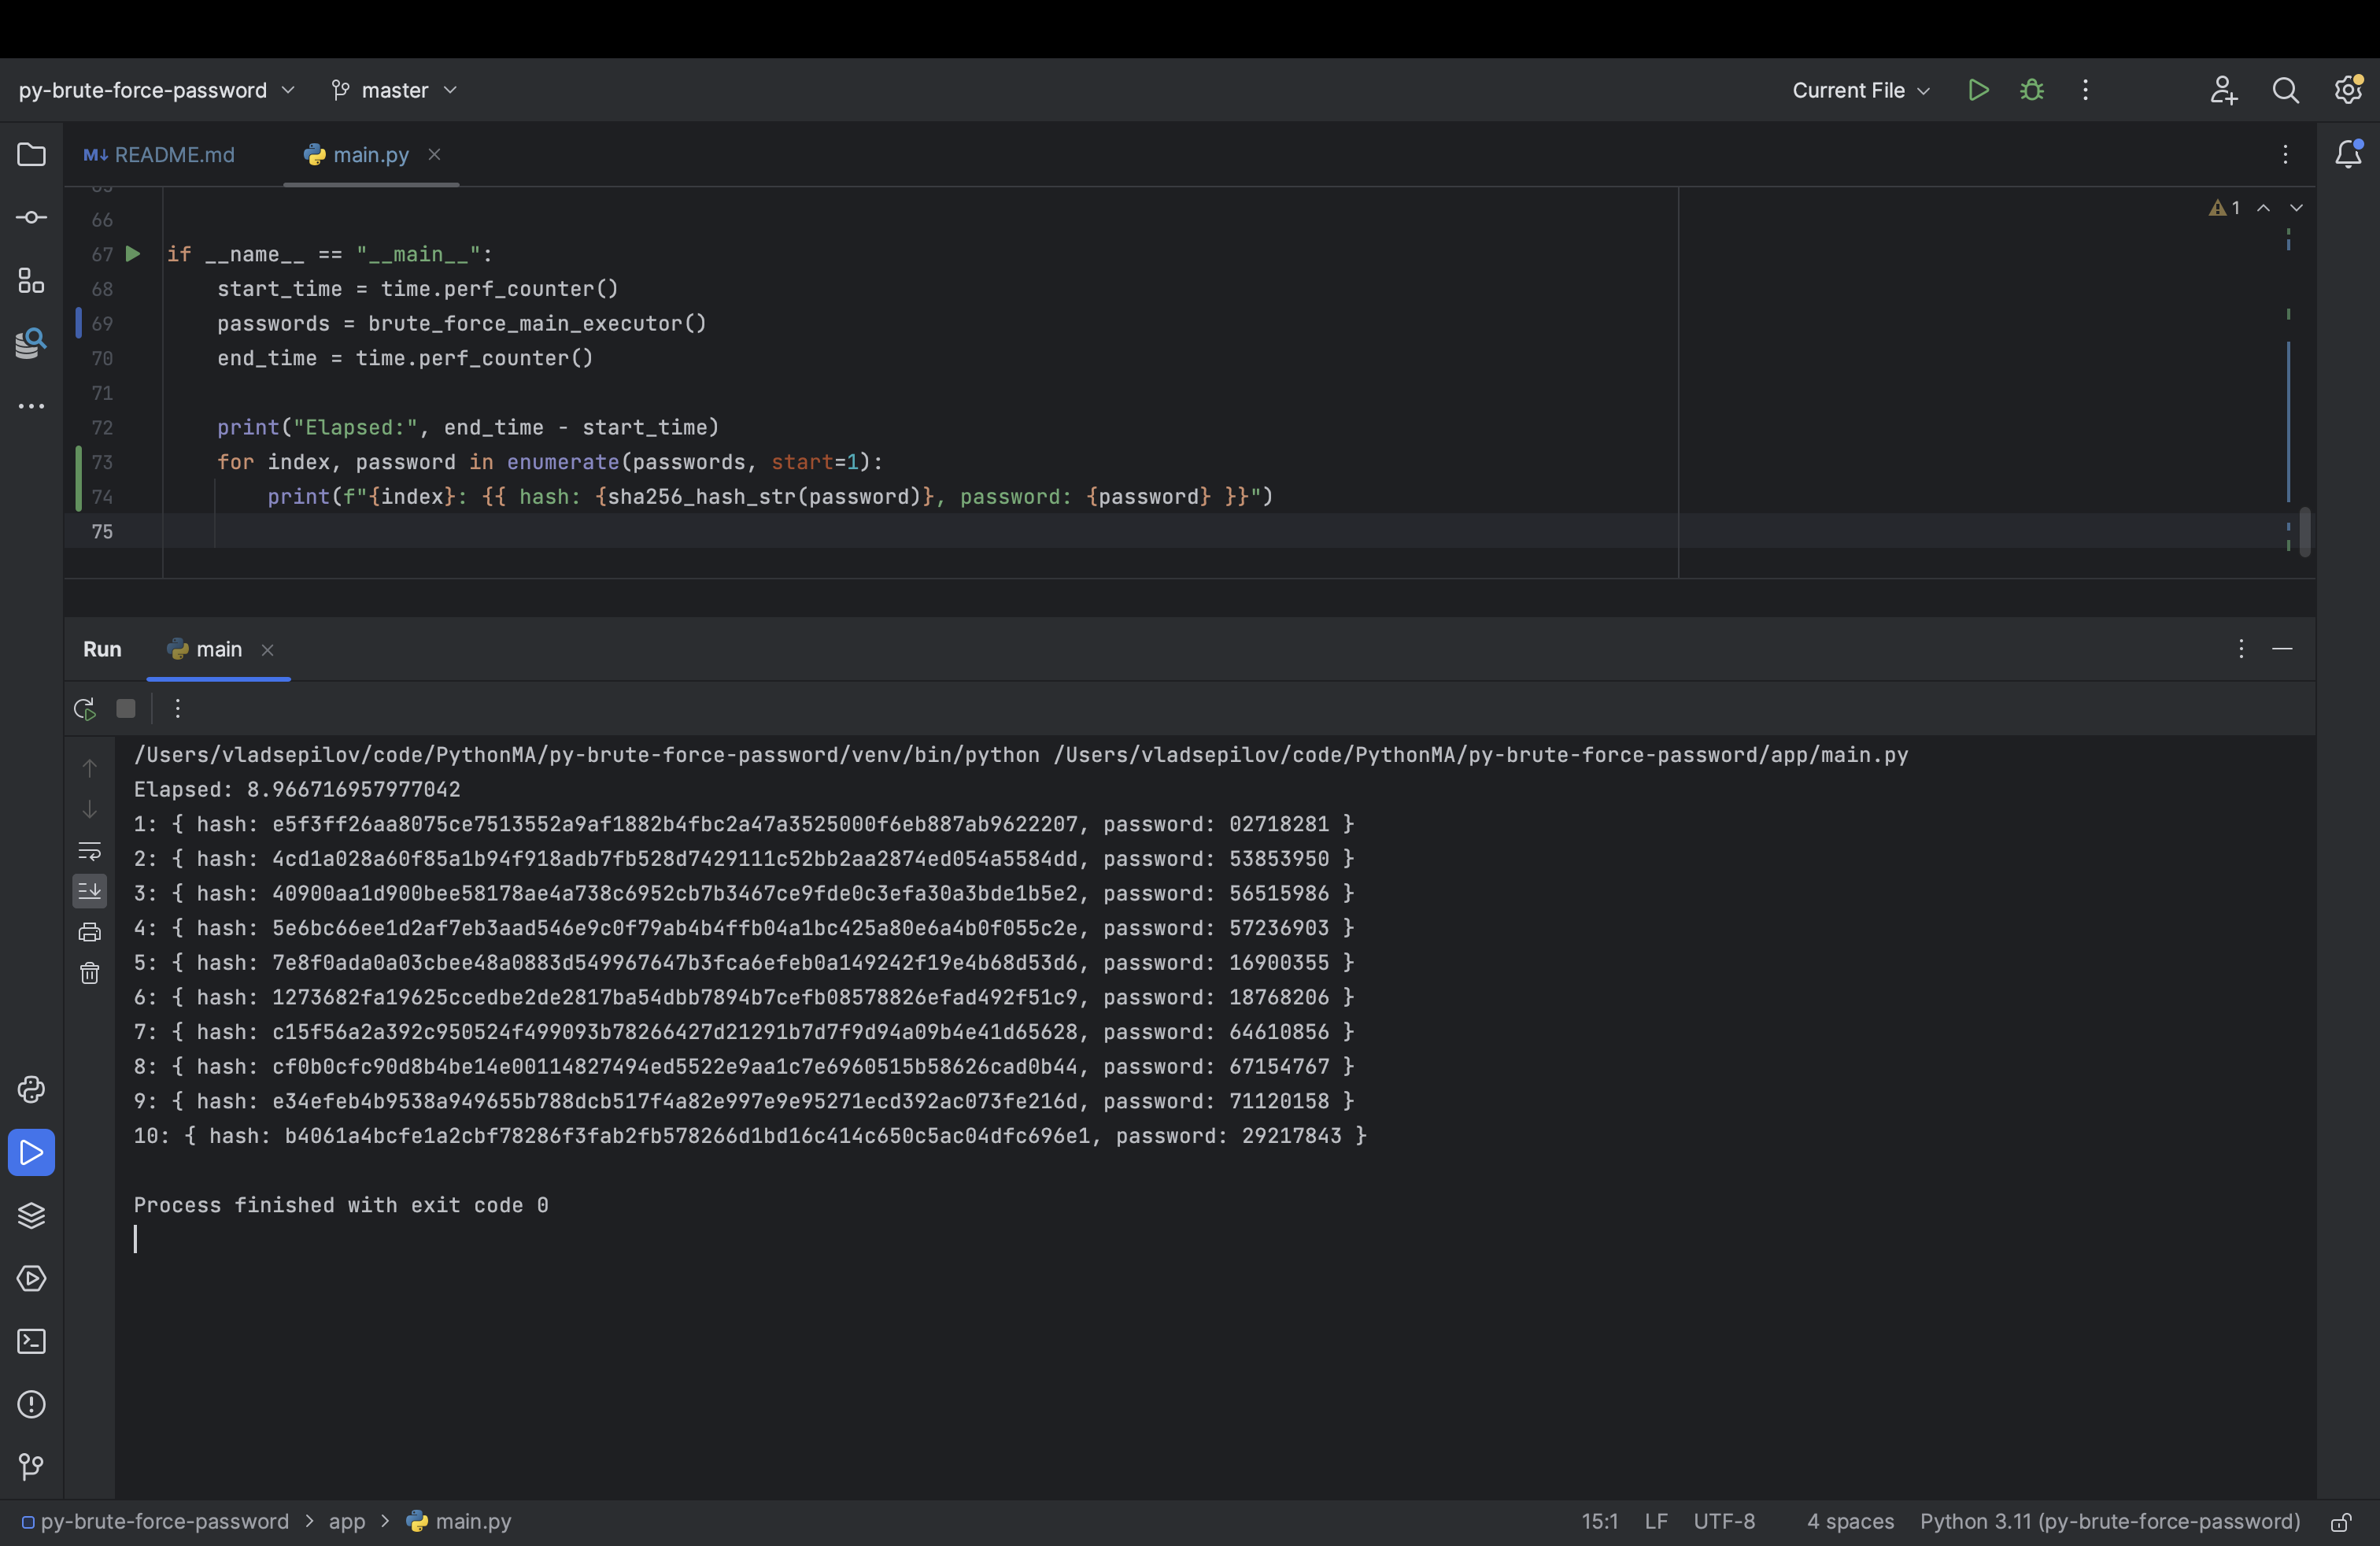 py-brute-force-password master Current File
README.md main.py
66
67 if __name__ == "__main__": 1
68 start_time = time.perf_counter()
69 passwords = brute_force_main_executor()
70 end_time = time.perf_counter()
71
72 print("Elapsed:", end_time - start_time)
73 for index, password in enumerate(passwords, start=1):
74 print(f"{index}: {{ hash: {sha256_hash_str(password)}, password: {password} }}")
75
Run main
/Users/vladsepilov/code/PythonMA/py-brute-force-password/venv/bin/python /Users/vladsepilov/code/PythonMA/py-brute-force-password/app/main.py
Elapsed: 8.966716957977042
1: { hash: e5f3ff26aa8075ce7513552a9af1882b4fbc2a47a3525000f6eb887ab9622207, password: 02718281 }
2: { hash: 4cd1a028a60f85a1b94f918adb7fb528d7429111c52bb2aa2874ed054a5584dd, password: 53853950 }
3: { hash: 40900aa1d900bee58178ae4a738c6952cb7b3467ce9fde0c3efa30a3bde1b5e2, password: 56515986 }
4: { hash: 5e6bc66ee1d2af7eb3aad546e9c0f79ab4b4ffb04a1bc425a80e6a4b0f055c2e, password: 57236903 }
5: { hash: 7e8f0ada0a03cbee48a0883d549967647b3fca6efeb0a149242f19e4b68d53d6, password: 16900355 }
6: { hash: 1273682fa19625ccedbe2de2817ba54dbb7894b7cefb08578826efad492f51c9, password: 18768206 }
7: { hash: c15f56a2a392c950524f499093b78266427d21291b7d7f9d94a09b4e41d65628, password: 64610856 }
8: { hash: cf0b0cfc90d8b4be14e00114827494ed5522e9aa1c7e6960515b58626cad0b44, password: 67154767 }
9: { hash: e34efeb4b9538a949655b788dcb517f4a82e997e9e95271ecd392ac073fe216d, password: 71120158 }
10: { hash: b4061a4bcfe1a2cbf78286f3fab2fb578266d1bd16c414c650c5ac04dfc696e1, password: 29217843 }
Process finished with exit code 0
py-brute-force-password > app > main.py 15:1 LF UTF-8 4 spaces Python 3.11 (py-brute-force-password)